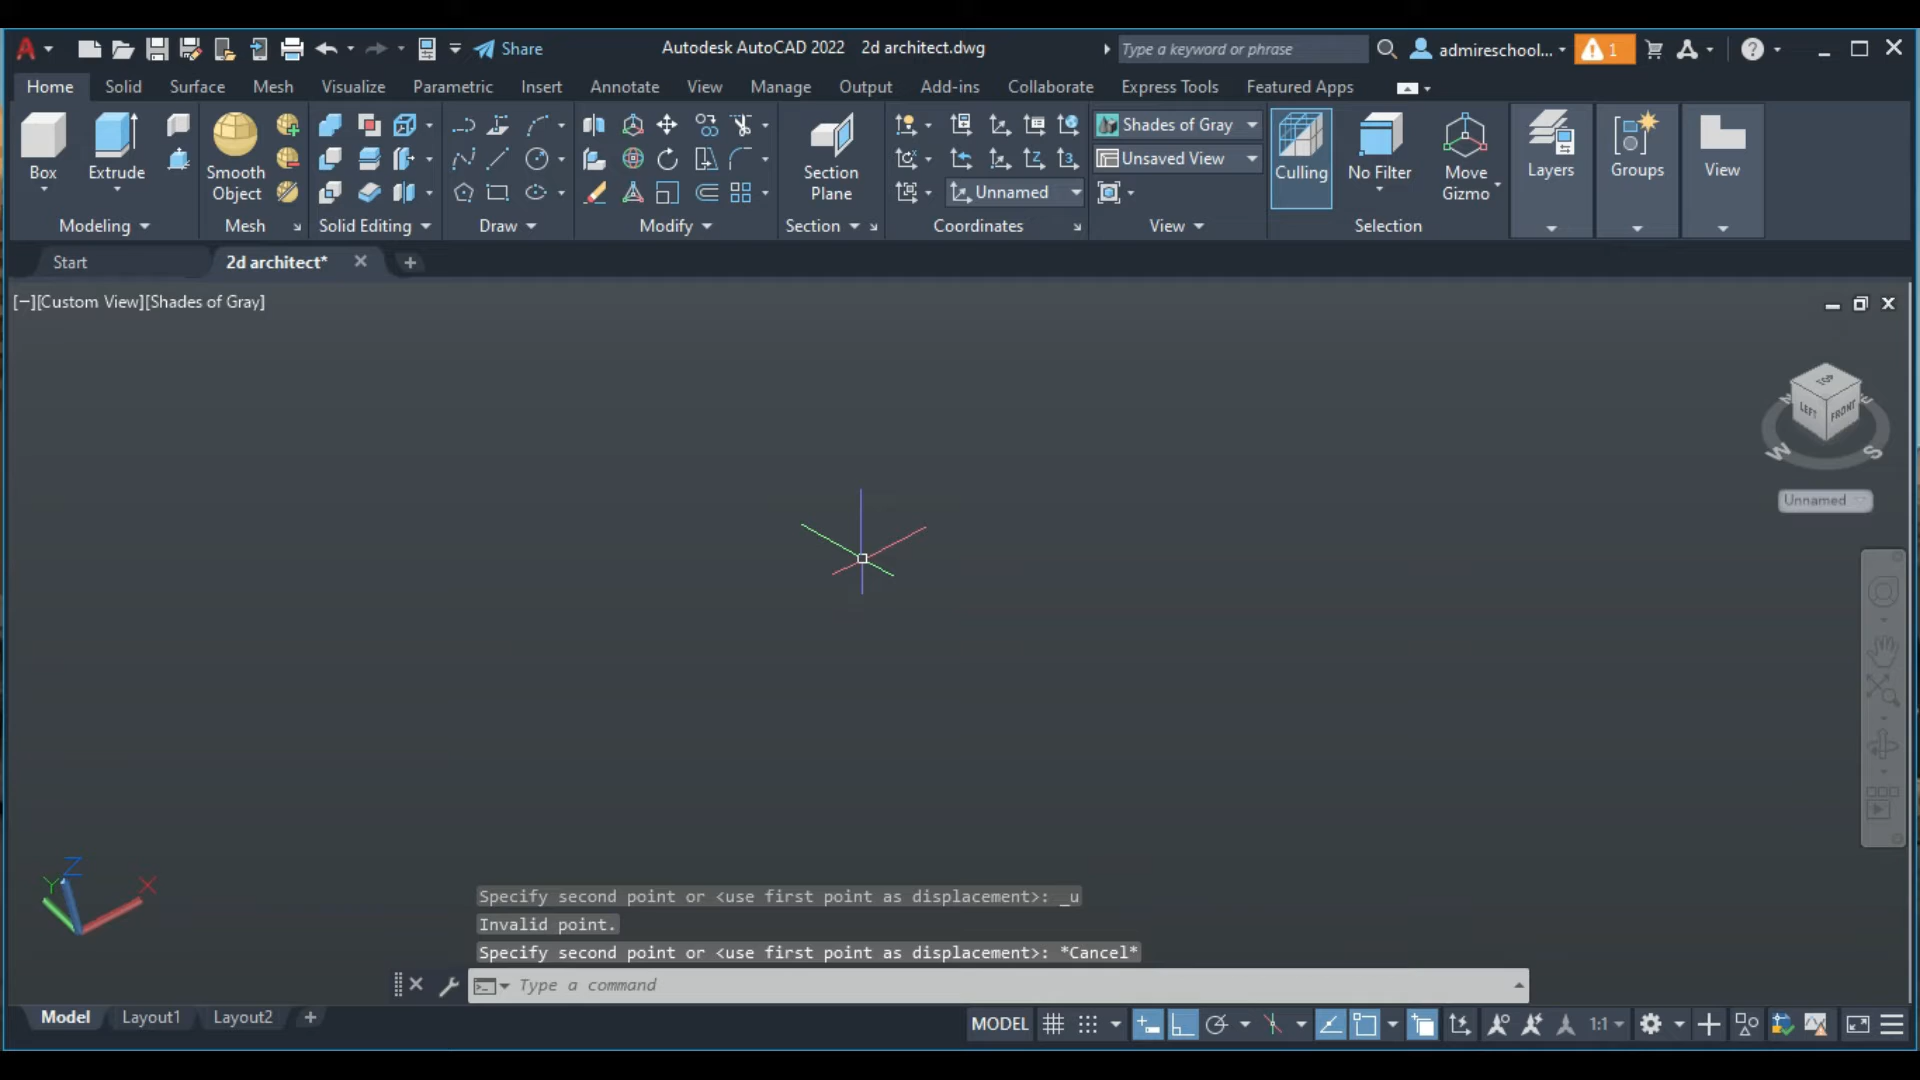 Share
Autodesk AutoCAD 2022 2d architect.dwg
Type a keyword or phrase
admireschool...
1
Home Solid Surface Mesh Visualize Parametric Insert Annotate View Manage Output Add-ins Collaborate Express Tools Featured Apps
Box
Extrude
Smooth
Object
Section
Plane
Shades of Gray
Unsaved View
Unnamed
Culling
No Filter
Move
Gizmo
Layers
Groups
View
Modeling
Mesh
Solid Editing
Draw
Modify
Section
Coordinates
View
Selection
Start
2d architect*
[−][Custom View][Shades of Gray]
TOP
LEFT
FRONT
W
S
Unnamed
Z
Y
X
Specify second point or <use first point as displacement>: _u
Invalid point.
Specify second point or <use first point as displacement>: *Cancel*
Type a command
Model Layout1 Layout2
MODEL
1:1